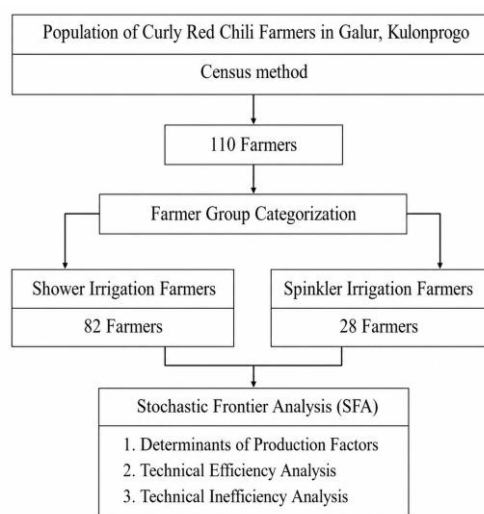 Population of Curly Red Chili Farmers in Galur, Kulonprogo
Census method
110 Farmers
Farmer Group Categorization
Shower Irrigation Farmers
82 Farmers
Spinkler Irrigation Farmers
28 Farmers
Stochastic Frontier Analysis (SFA)
1. Determinants of Production Factors
2. Technical Efficiency Analysis
3. Technical Inefficiency Analysis